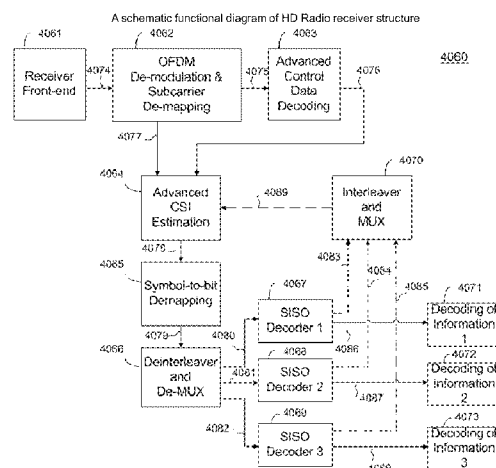 A schematic functional diagram of HD Radio receiver structure
4061
4062
4063
4060
Receiver
Front-end
4074
OFDM
De-modulation &
Subcarrier
De-mapping
4075
Advanced
Control
Data
Decoding
4076
4077
4064
4070
Advanced
CSI
Estimation
4089
Interleaver
and
MUX
4078
4083
4084
4085
4065
Symbol-to-bit
Demapping
4067
4071
SISO
Decoder 1
Decoding of
Information
1
4079
4080
4086
4066
4068
4072
Deinterleaver
and
De-MUX
4081
SISO
Decoder 2
4087
Decoding of
Information
2
4082
4069
4073
SISO
Decoder 3
4088
Decoding of
Information
3